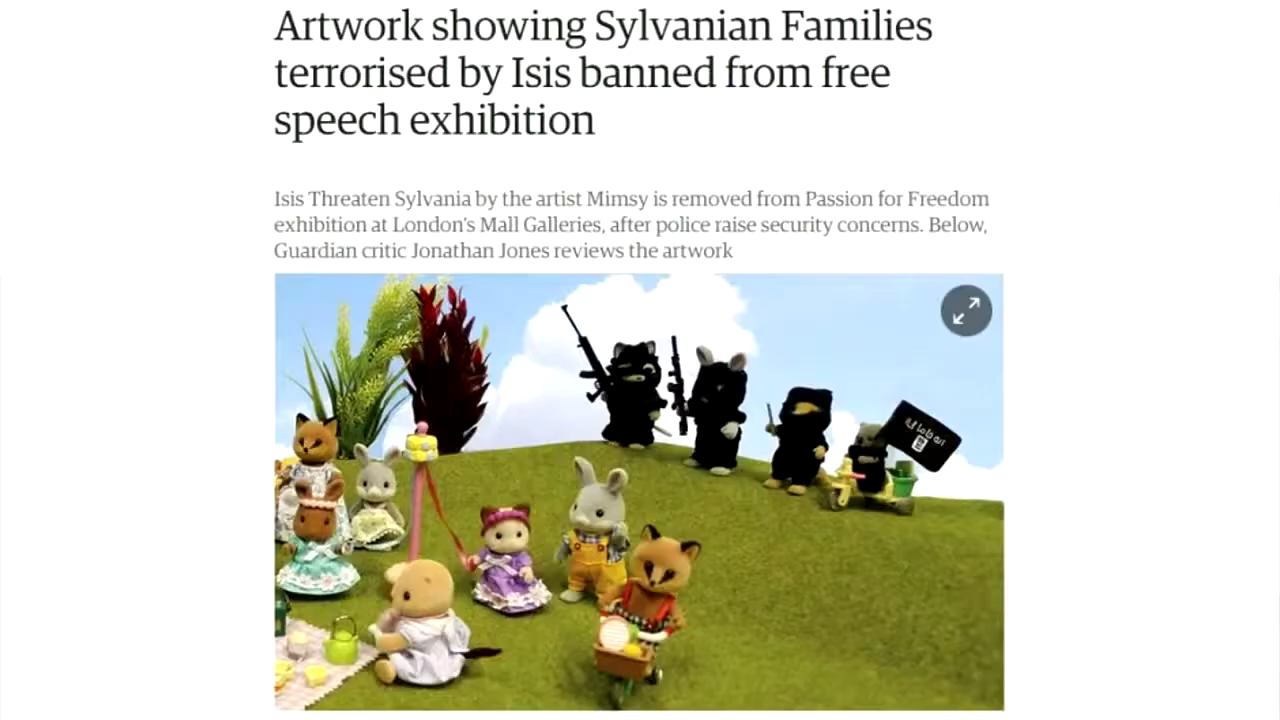 Artwork showing Sylvanian Families
terrorised by Isis banned from free
speech exhibition
Isis Threaten Sylvania by the artist Mimsy is removed from Passion for Freedom
exhibition at London's Mall Galleries, after police raise security concerns. Below,
Guardian critic Jonathan Jones reviews the artwork